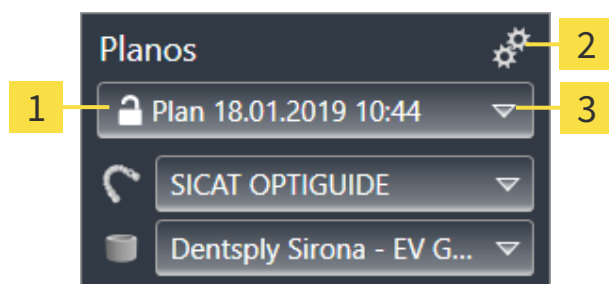 Planos
2
1
Plan 18.01.2019 10:44
3
SICAT OPTIGUIDE
Dentsply Sirona - EV G...